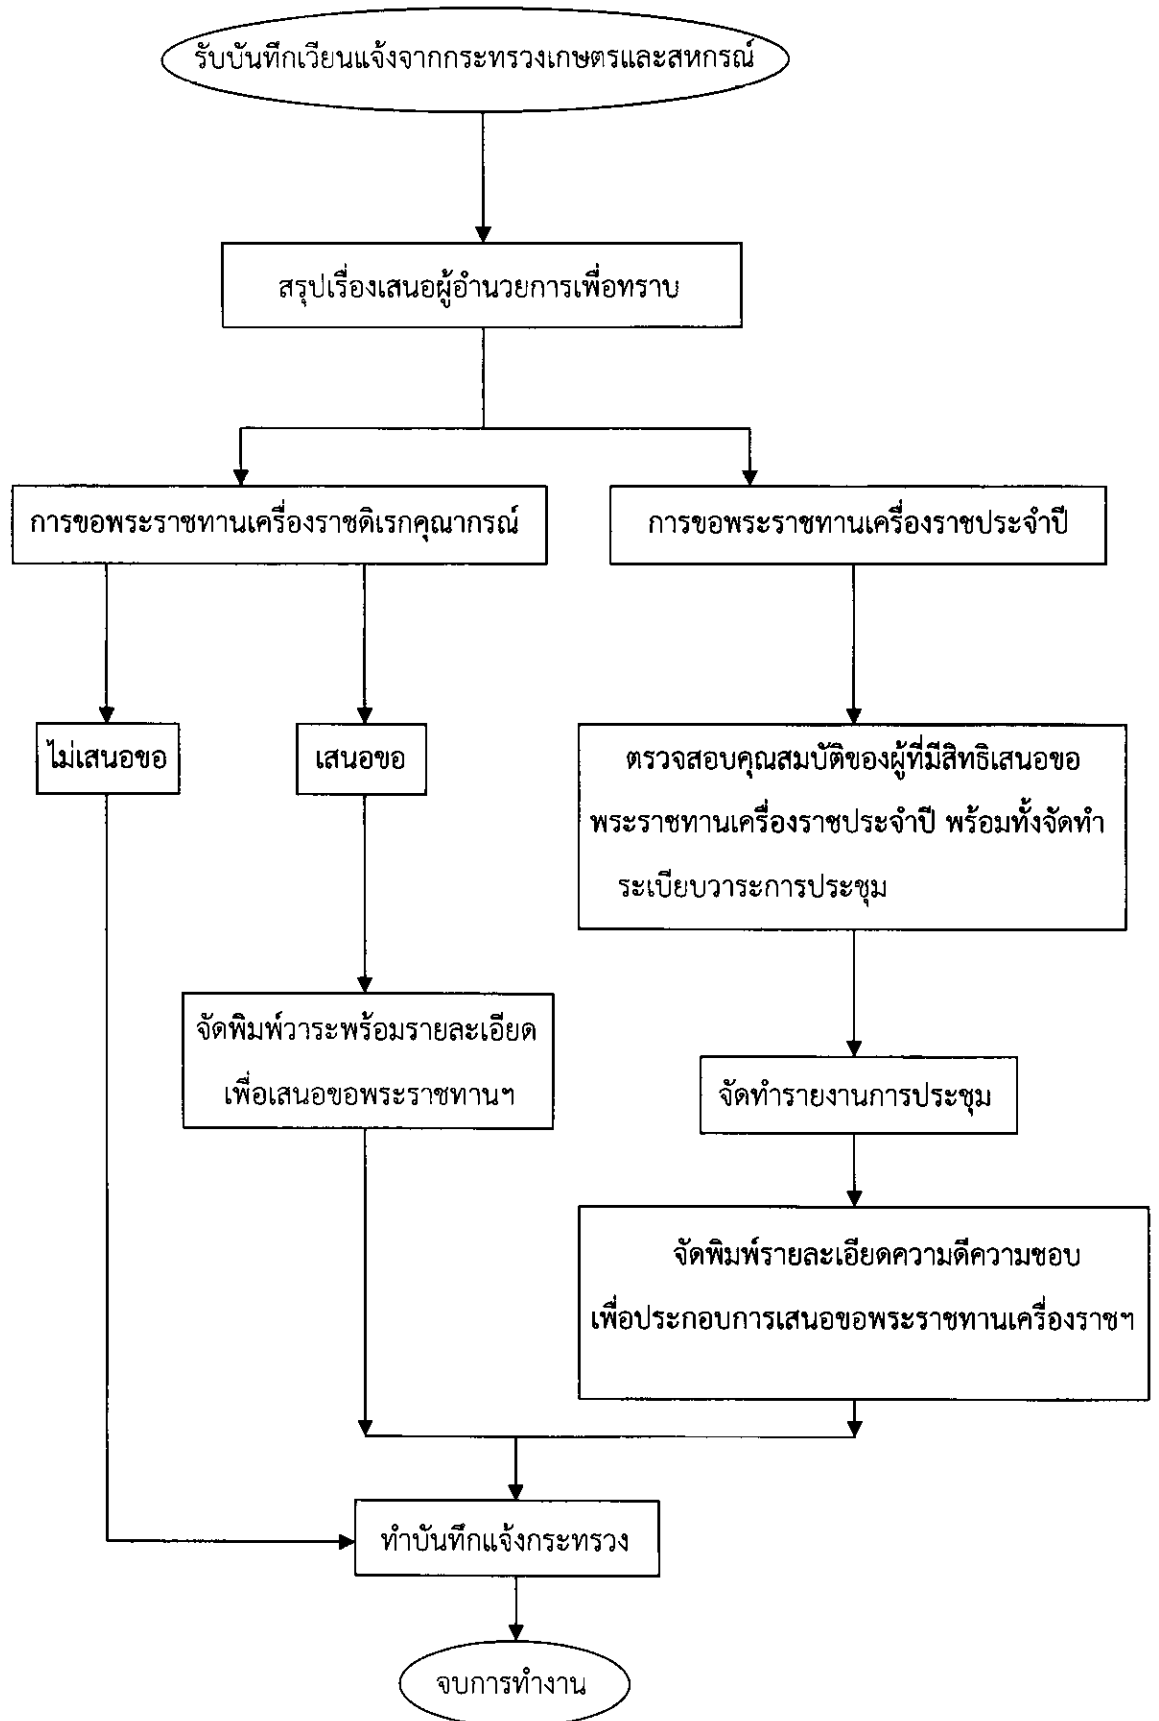 รับบันทึกเวียนแจ้งจากกระทรวงเกษตรและสหกรณ์
สรุปเรื่องเสนอผู้อำนวยการเพื่อทราบ
การขอพระราชทานเครื่องราชดิเรกคุณากรณ์
การขอพระราชทานเครื่องราชประจำปี
ไม่เสนอขอ
เสนอขอ
ตรวจสอบคุณสมบัติของผู้ที่มีสิทธิเสนอขอ
พระราชทานเครื่องราชประจำปี พร้อมทั้งจัดทำ
ระเบียบวาระการประชุม
จัดพิมพ์วาระพร้อมรายละเอียด
เพื่อเสนอขอพระราชทานฯ
จัดทำรายงานการประชุม
จัดพิมพ์รายละเอียดความดีความชอบ
เพื่อประกอบการเสนอขอพระราชทานเครื่องราชฯ
ทำบันทึกแจ้งกระทรวง
จบการทำงาน